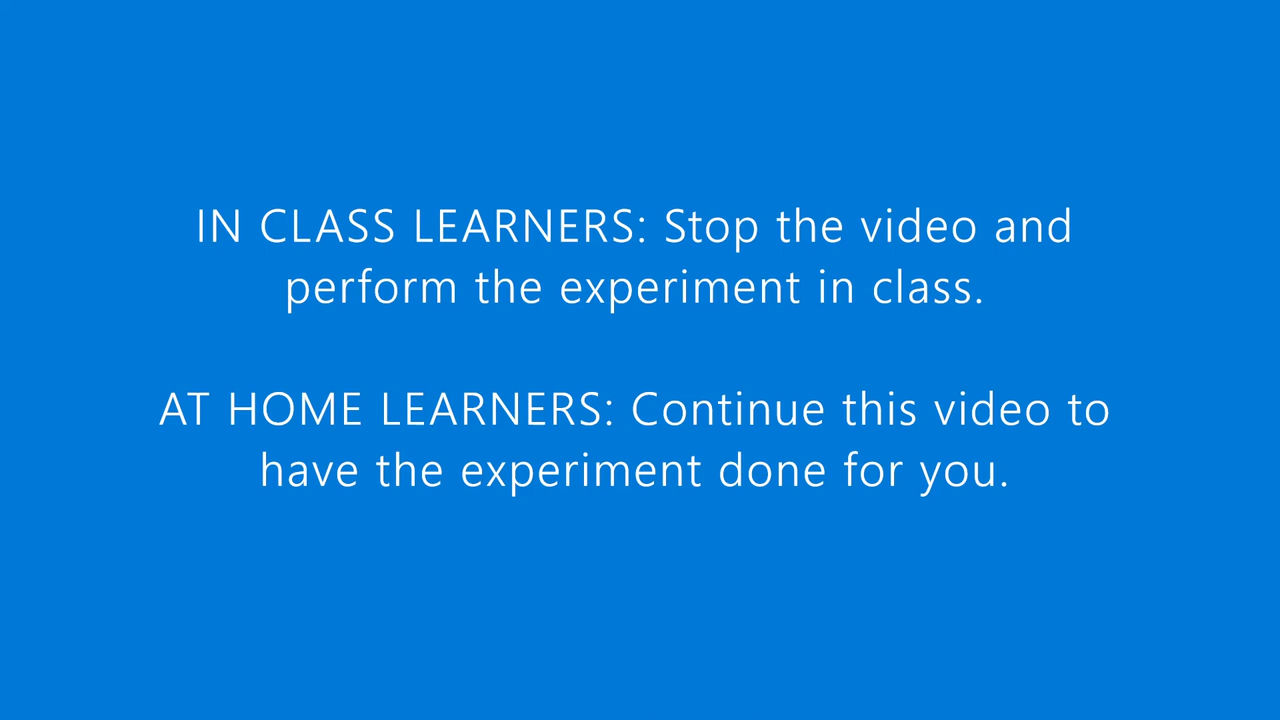 IN CLASS LEARNERS: Stop the video and
perform the experiment in class.
AT HOME LEARNERS: Continue this video to
have the experiment done for you.